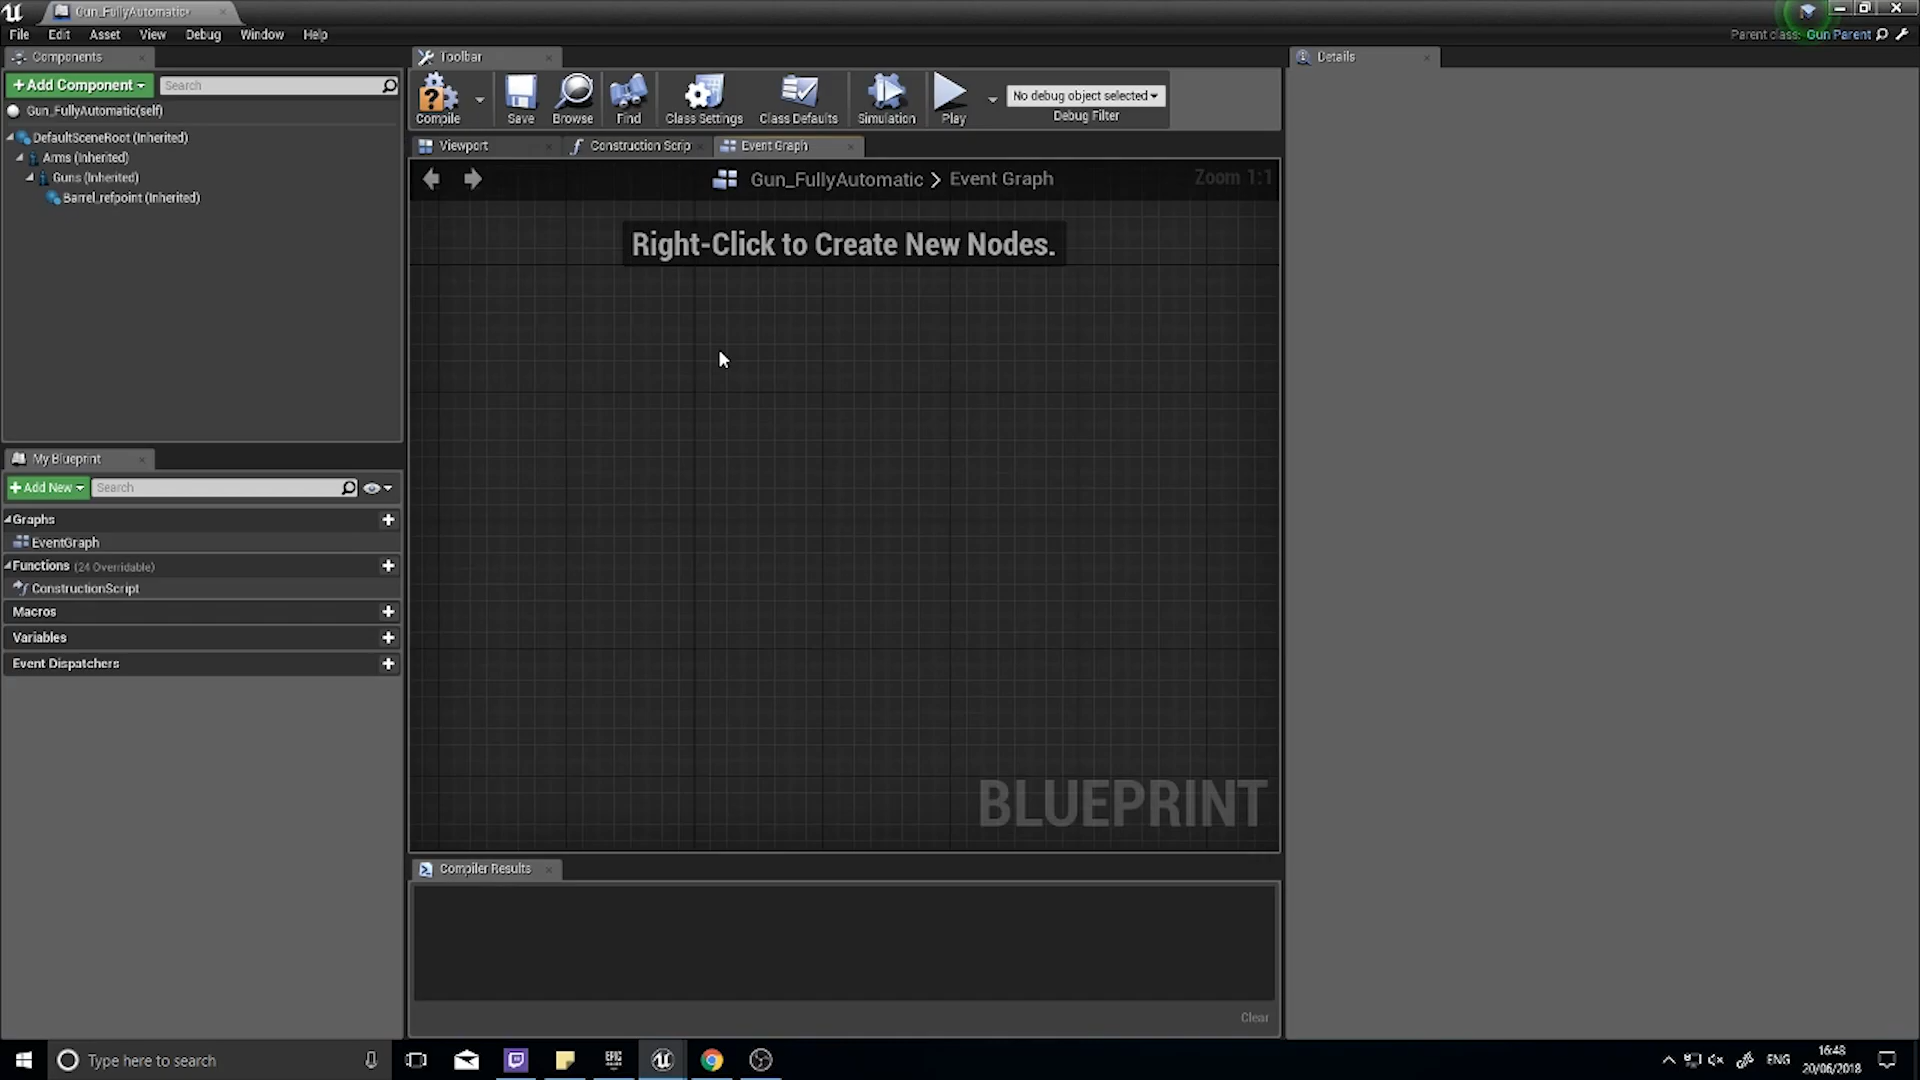 Gun_FullyAutomatic*
File Edit Asset View Debug Window Help
Parent class: Gun Parent
Components
+Add Component
Search
Gun_FullyAutomatic(self)
DefaultSceneRoot (Inherited)
Arms (Inherited)
Guns (Inherited)
Barrel_refpoint (Inherited)
My Blueprint
+Add New
Search
Graphs
EventGraph
Functions (24 Overridable)
ConstructionScript
Macros
Variables
Event Dispatchers
Toolbar
Compile Save Browse Find Class Settings Class Defaults Simulation Play
No debug object selected
Debug Filter
Viewport Construction Scrip Event Graph
Gun_FullyAutomatic > Event Graph
Zoom 1:1
Right-Click to Create New Nodes.
BLUEPRINT
Compiler Results
Clear
Details
Type here to search
EPIC
ENG
16:48
20/06/2018